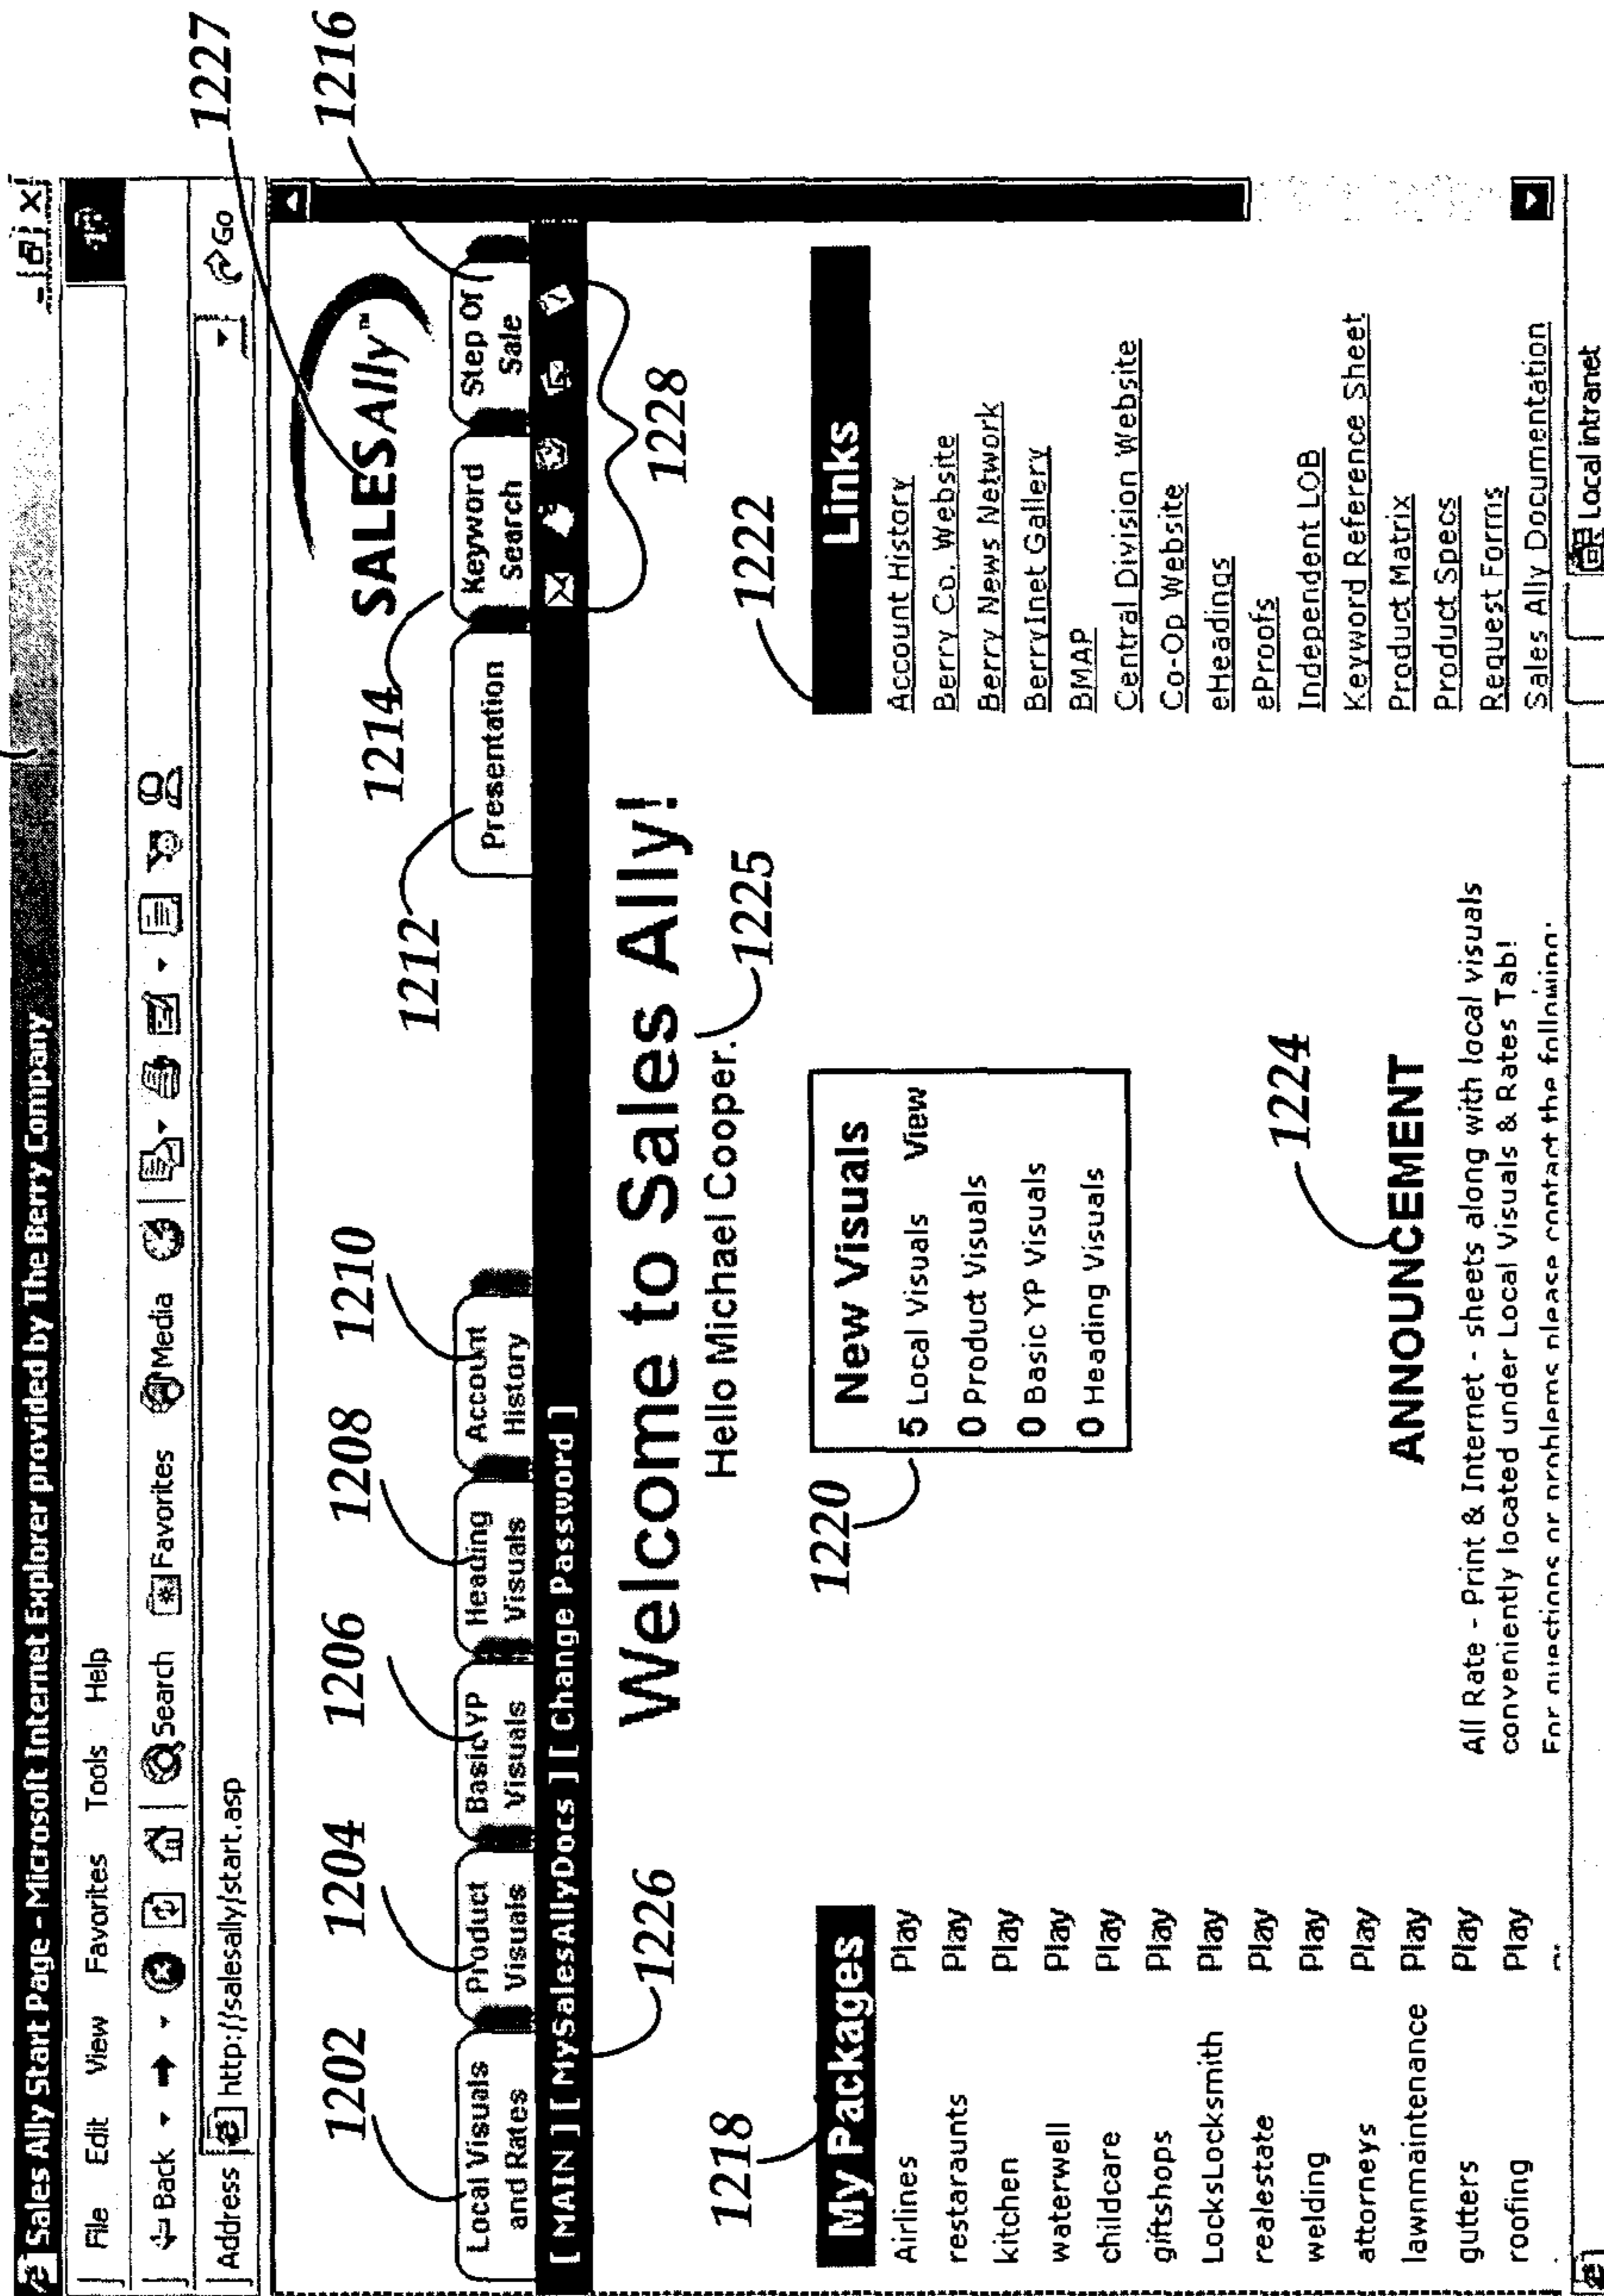 Sales Ally Start Page - Microsoft Internet Explorer provided by The Berry Company
File Edit View Favorites Tools Help
Back Search Favorites Media
Address http://salesally/start.asp Go
1227
SALESAlly™
1202 1204 1206 1208 1210 1212 1214 1216
Local Visuals and Rates
Product Visuals
Basic YP Visuals
Heading Visuals
Account History
Presentation
Keyword Search
Step Of Sale
[ MAIN ] [ MySalesAllyDocs ] [ Change Password ]
1226
1228
Welcome to Sales Ally!
Hello Michael Cooper.
1225
1218
My Packages
Airlines Play
restaraunts Play
kitchen Play
waterwell Play
childcare Play
giftshops Play
LocksLocksmith Play
realestate Play
welding Play
attorneys Play
lawnmaintenance Play
gutters Play
roofing Play
1220
New Visuals
5 Local Visuals View
0 Product Visuals
0 Basic YP Visuals
0 Heading Visuals
1224
ANNOUNCEMENT
All Rate - Print & Internet - sheets along with local visuals
conveniently located under Local Visuals & Rates Tab!
For questions or problems please contact the following:
1222
Links
Account History
Berry Co. Website
Berry News Network
BerryInet Gallery
BMAP
Central Division Website
Co-Op Website
eHeadings
eProofs
Independent LOB
Keyword Reference Sheet
Product Matrix
Product Specs
Request Forms
Sales Ally Documentation
Local intranet